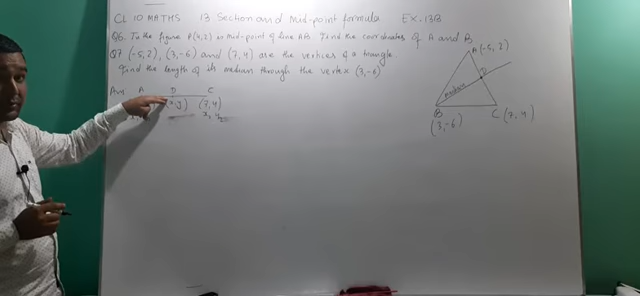 CL 10 MATHS 13 Section and Mid-point formula EX-13B
Q6. In the figure P(4,2) is mid-point of line AB. Find the coordinates of A and B.
Q7 (-5,2), (3,-6) and (7,4) are the vertices of a triangle.
Find the length of its median through the vertex (3,-6)
Ans A D C
(7,4)
A(-5,2)
D
Median
B
(3,-6)
C(7,4)